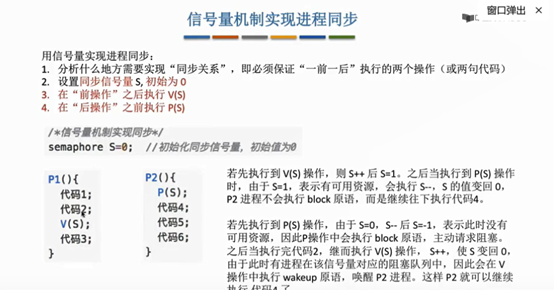 窗口弹出
信号量机制实现进程同步
用信号量实现进程同步：
1. 分析什么地方需要实现“同步关系”，即必须保证“一前一后”执行的两个操作（或两句代码）
2. 设置同步信号量 S, 初始为 0
3. 在“前操作”之后执行 V(S)
4. 在“后操作”之前执行 P(S)
/*信号量机制实现同步*/
semaphore S=0; //初始化同步信号量，初始值为0
P1(){
代码1;
代码2;
V(S);
代码3;
}
P2(){
P(S);
代码4;
代码5;
代码6;
}
若先执行到 V(S) 操作，则 S++ 后 S=1。之后当执行到 P(S) 操作
时，由于 S=1，表示有可用资源，会执行 S--，S 的值变回 0，
P2 进程不会执行 block 原语，而是继续往下执行代码4。
若先执行到 P(S) 操作，由于 S=0，S-- 后 S=-1，表示此时没有
可用资源，因此P操作中会执行 block 原语，主动请求阻塞。
之后当执行完代码2，继而执行 V(S) 操作， S++，使 S 变回 0，
由于此时有进程在该信号量对应的阻塞队列中，因此会在 V
操作中执行 wakeup 原语，唤醒 P2 进程。这样 P2 就可以继续
执行 代码4 了